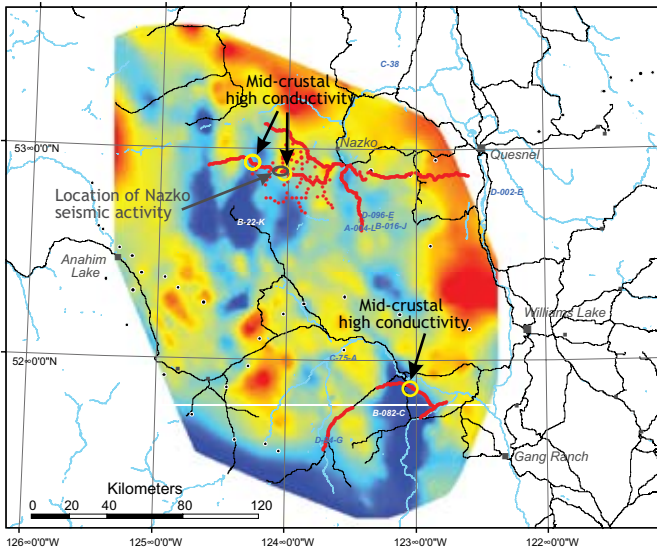 C-38
Mid-crustal
high conductivity
53°0'0"N
Nazko
Quesnel
Location of Nazko
seismic activity
D-002-E
B-22-K
D-096-E
A-004-L
B-016-J
Anahim
Lake
Mid-crustal
high conductivity
Williams Lake
52°0'0"N
C-75-A
B-082-C
Gang Ranch
Kilometers
0 20 40 80 120
126°0'0"W
125°0'0"W
124°0'0"W
123°0'0"W
122°0'0"W